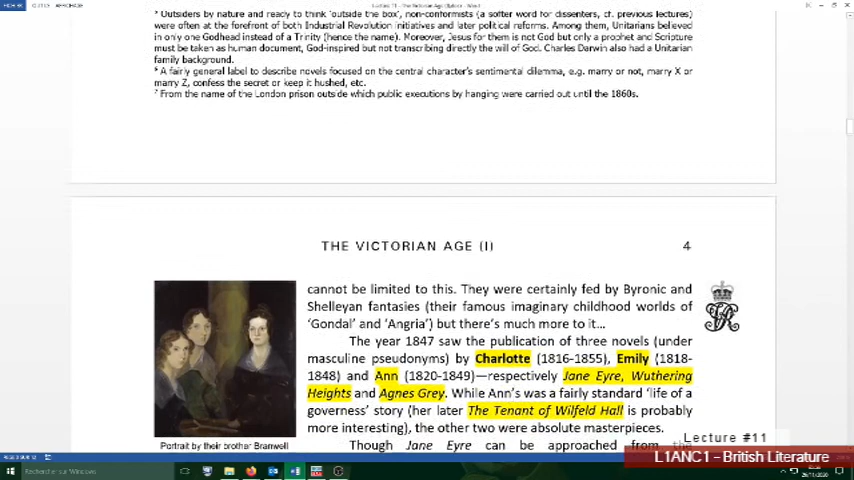 FICHIER OUTILS AFFICHAGE
⁵ Outsiders by nature and ready to think 'outside the box', non-conformists (a softer word for dissenters, cf. previous lectures)
were often at the forefront of both Industrial Revolution initiatives and later political reforms. Among them, Unitarians believed
in only one Godhead instead of a Trinity (hence the name). Moreover, Jesus for them is not God but only a prophet and Scripture
must be taken as human document, God-inspired but not transcribing directly the will of God. Charles Darwin also had a Unitarian
family background.
⁶ A fairly general label to describe novels focused on the central character's sentimental dilemma, e.g. marry or not, marry X or
marry Z, confess the secret or keep it hushed, etc.
⁷ From the name of the London prison outside which public executions by hanging were carried out until the 1860s.
THE VICTORIAN AGE (I) 4
cannot be limited to this. They were certainly fed by Byronic and
Shelleyan fantasies (their famous imaginary childhood worlds of
'Gondal' and 'Angria') but there's much more to it...
The year 1847 saw the publication of three novels (under
masculine pseudonyms) by Charlotte (1816-1855), Emily (1818-
1848) and Ann (1820-1849)—respectively Jane Eyre, Wuthering
Heights and Agnes Grey. While Ann's was a fairly standard 'life of a
governess' story (her later The Tenant of Wilfeld Hall is probably
more interesting), the other two were absolute masterpieces.
Though Jane Eyre can be approached from the
Portrait by their brother Bramwell
Lecture #11
L1ANC1 - British Literature
Rechercher sur Windows